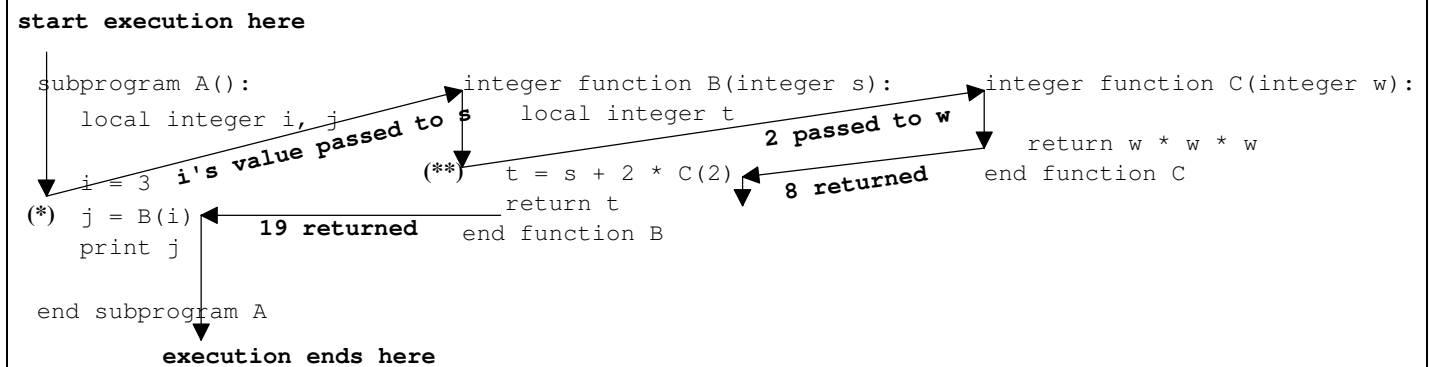 start execution here
subprogram A():
local integer i, j
i = 3
(*) j = B(i)
print j
end subprogram A
execution ends here
i's value passed to s
19 returned
integer function B(integer s):
local integer t
(**) t = s + 2 * C(2)
return t
end function B
2 passed to w
8 returned
integer function C(integer w):
return w * w * w
end function C